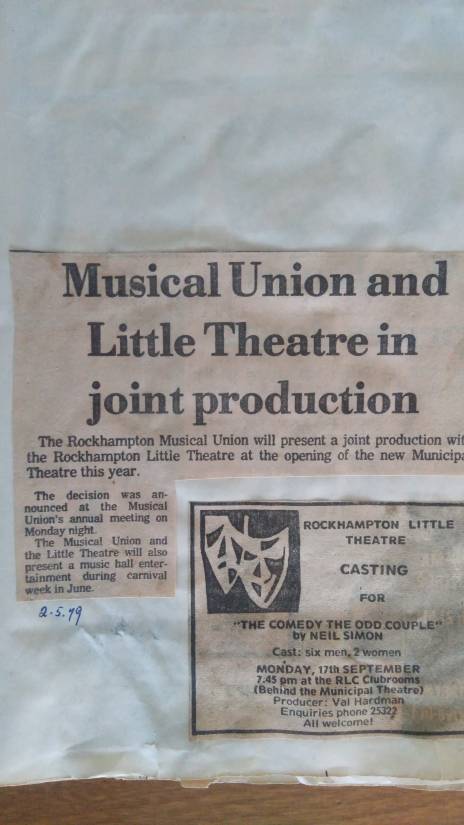 Musical Union and
Little Theatre in
joint production
The Rockhampton Musical Union will present a joint production
the Rockhampton Little Theatre at the opening of the new
Theatre this year.
The decision was an-
nounced at the Musical
Union's annual meeting on
Monday night.
The Musical Union and
the Little Theatre will also
present a music hall enter-
tainment during carnival
week in June.
2.5.79
ROCKHAMPTON LITTLE
THEATRE
CASTING
FOR
"THE COMEDY THE ODD COUPLE"
by NEIL SIMON
Cast: six men, 2 women
MONDAY, 17th SEPTEMBER
7.45 pm at the RLC Clubrooms
(Behind the Municipal Theatre)
Producer: Val Hardman
Enquiries phone 25322
All welcome!